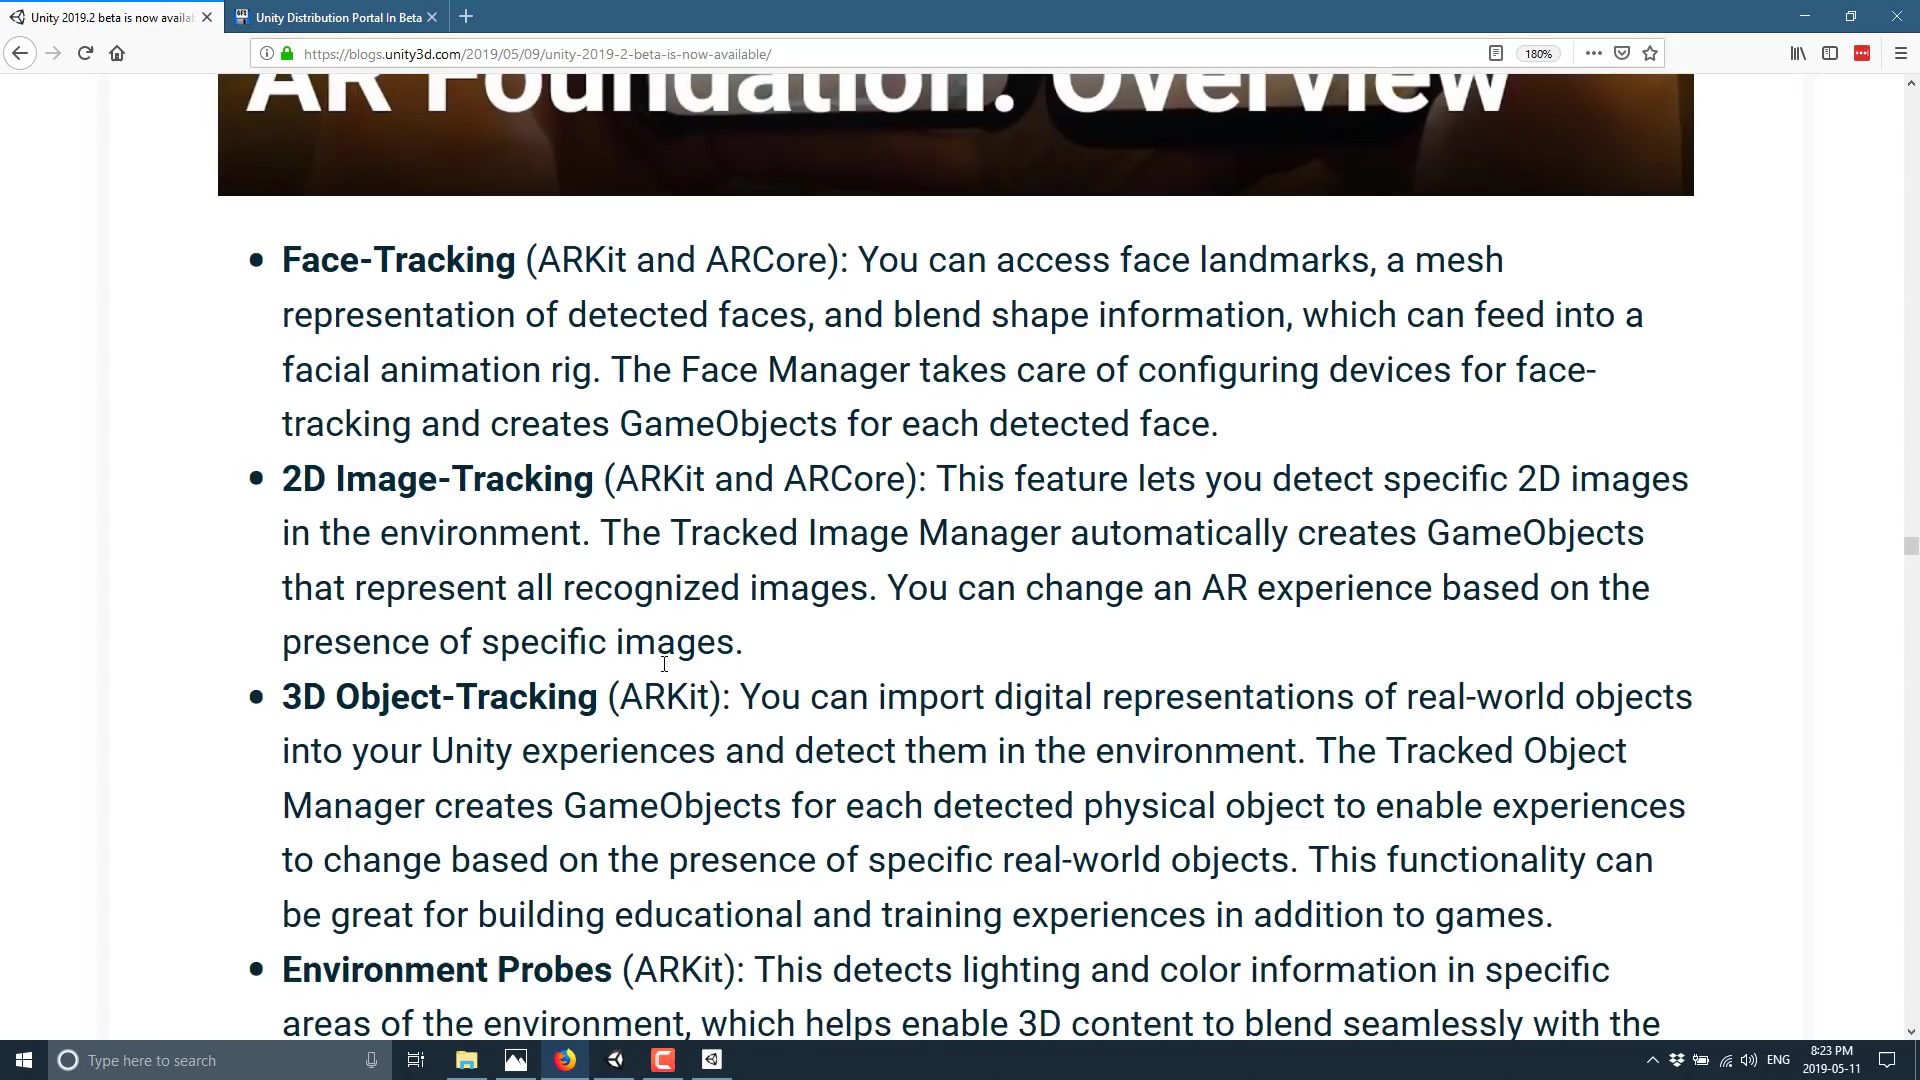 Unity 2019.2 beta is now availa
Unity Distribution Portal In Beta
https://blogs.unity3d.com/2019/05/09/unity-2019-2-beta-is-now-available/
180%
AR Foundation: Overview
• Face-Tracking (ARKit and ARCore): You can access face landmarks, a mesh
representation of detected faces, and blend shape information, which can feed into a
facial animation rig. The Face Manager takes care of configuring devices for face-
tracking and creates GameObjects for each detected face.
• 2D Image-Tracking (ARKit and ARCore): This feature lets you detect specific 2D images
in the environment. The Tracked Image Manager automatically creates GameObjects
that represent all recognized images. You can change an AR experience based on the
presence of specific images.
• 3D Object-Tracking (ARKit): You can import digital representations of real-world objects
into your Unity experiences and detect them in the environment. The Tracked Object
Manager creates GameObjects for each detected physical object to enable experiences
to change based on the presence of specific real-world objects. This functionality can
be great for building educational and training experiences in addition to games.
• Environment Probes (ARKit): This detects lighting and color information in specific
areas of the environment, which helps enable 3D content to blend seamlessly with the
Type here to search
ENG
8:23 PM
2019-05-11